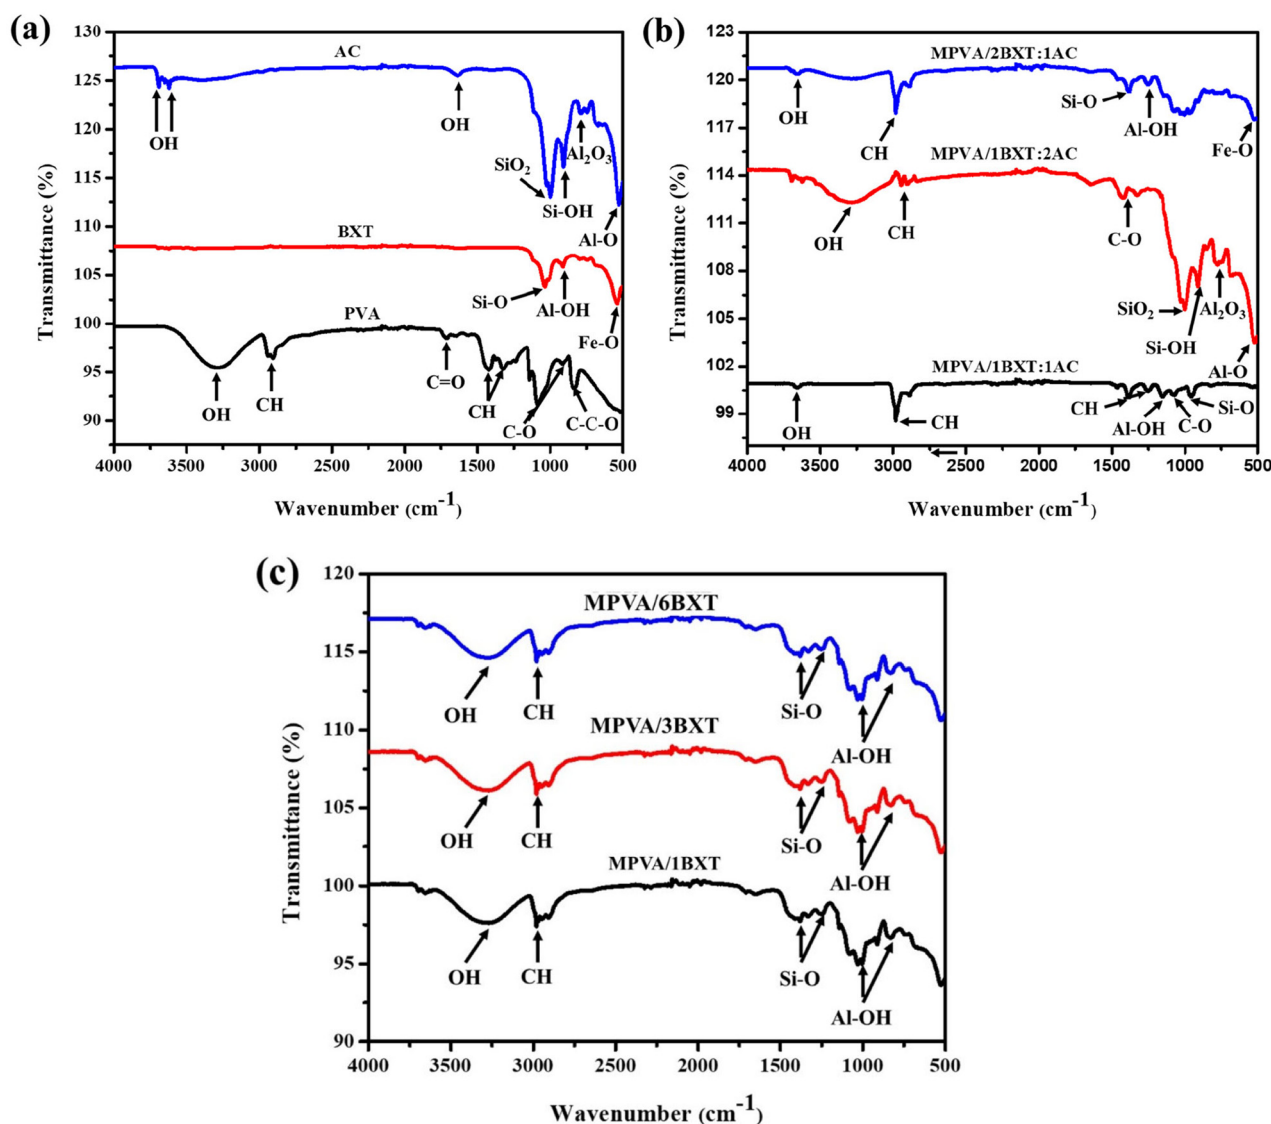 (a)
130
125
120
115
110
105
100
95
90
Transmittance (%)
AC
OH
OH
SiO2
Al2O3
Si-OH
Al-O
BXT
Si-O
Al-OH
Fe-O
PVA
OH
CH
C=O
CH
C-O
C-C-O
4000 3500 3000 2500 2000 1500 1000 500
Wavenumber (cm-1)
(b)
123
120
117
114
111
108
105
102
99
Transmittance (%)
MPVA/2BXT:1AC
OH
CH
Si-O
Al-OH
Fe-O
MPVA/1BXT:2AC
OH
CH
C-O
SiO2
Al2O3
Si-OH
Al-O
MPVA/1BXT:1AC
OH
CH
CH
Al-OH
C-O
Si-O
4000 3500 3000 2500 2000 1500 1000 500
Wavenumber (cm-1)
(c)
120
115
110
105
100
95
90
Transmittance (%)
MPVA/6BXT
OH
CH
Si-O
Al-OH
MPVA/3BXT
OH
CH
Si-O
Al-OH
MPVA/1BXT
OH
CH
Si-O
Al-OH
4000 3500 3000 2500 2000 1500 1000 500
Wavenumber (cm-1)